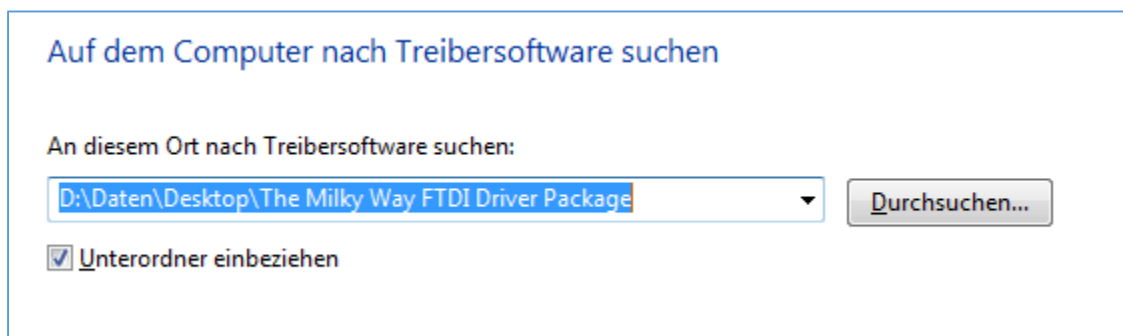 Auf dem Computer nach Treibersoftware suchen
An diesem Ort nach Treibersoftware suchen:
D:\Daten\Desktop\The Milky Way FTDI Driver Package
Durchsuchen...
Unterordner einbeziehen